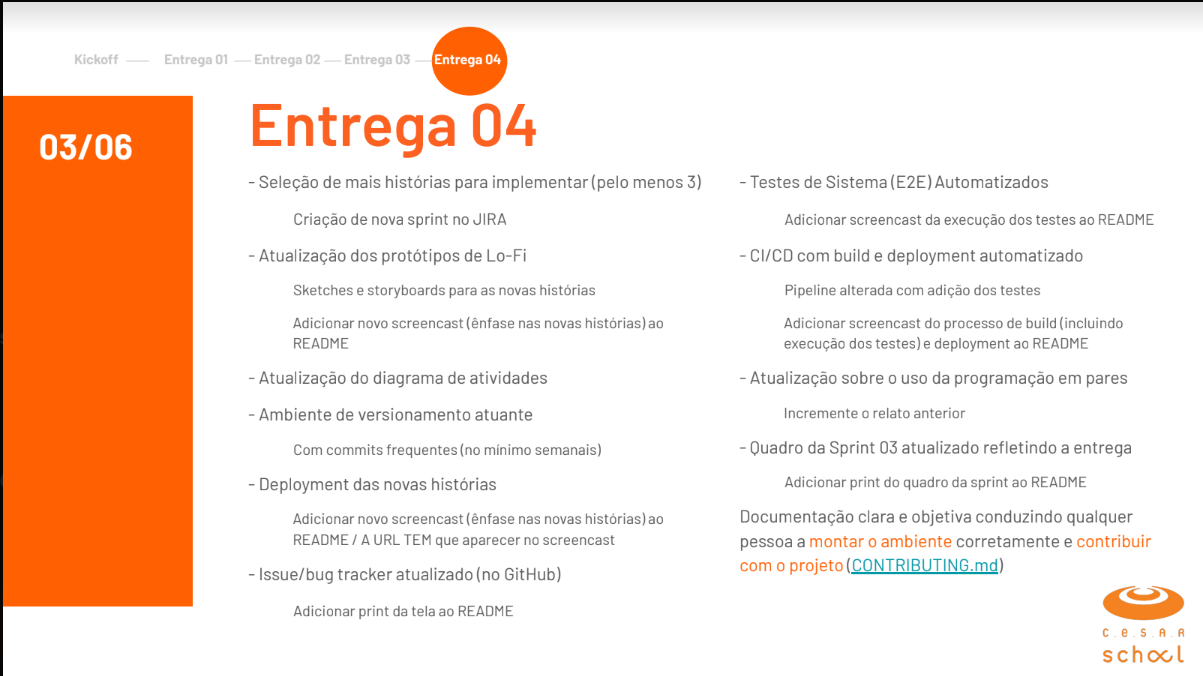 Kickoff
Entrega 01
Entrega 02
Entrega 03
Entrega 04
03/06
Entrega 04
- Seleção de mais histórias para implementar (pelo menos 3)
Criação de nova sprint no JIRA
- Atualização dos protótipos de Lo-Fi
Sketches e storyboards para as novas histórias
Adicionar novo screencast (ênfase nas novas histórias) ao
README
- Atualização do diagrama de atividades
- Ambiente de versionamento atuante
Com commits frequentes (no mínimo semanais)
- Deployment das novas histórias
Adicionar novo screencast (ênfase nas novas histórias) ao
README / A URL TEM que aparecer no screencast
- Issue/bug tracker atualizado (no GitHub)
Adicionar print da tela ao README
- Testes de Sistema (E2E) Automatizados
Adicionar screencast da execução dos testes ao README
- CI/CD com build e deployment automatizado
Pipeline alterada com adição dos testes
Adicionar screencast do processo de build (incluindo
execução dos testes) e deployment ao README
- Atualização sobre o uso da programação em pares
Incremente o relato anterior
- Quadro da Sprint 03 atualizado refletindo a entrega
Adicionar print do quadro da sprint ao README
Documentação clara e objetiva conduzindo qualquer
pessoa a montar o ambiente corretamente e contribuir
com o projeto (CONTRIBUTING.md)
c.e.s.a.r
school